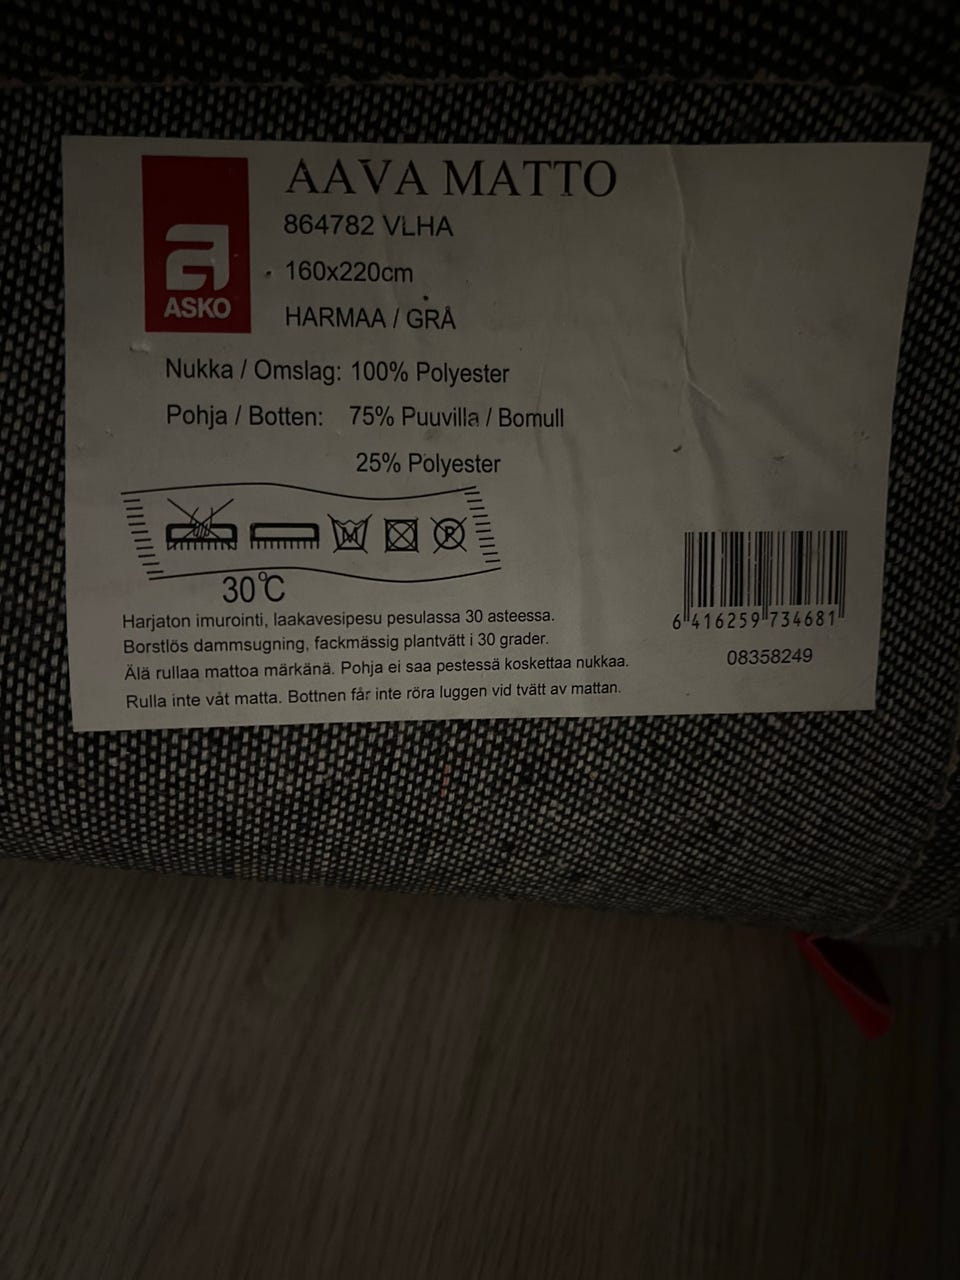 AAVA MATTO
864782 VLHA
160x220cm
HARMAA / GRÅ
ASKO
Nukka / Omslag: 100% Polyester
Pohja / Botten: 75% Puuvilla / Bomull
25% Polyester
30°C
Harjaton imurointi, laakavesipesu pesulassa 30 asteessa.
Borstlös dammsugning, fackmässig plantvätt i 30 grader.
Älä rullaa mattoa märkänä. Pohja ei saa pestessä koskettaa nukkaa.
Rulla inte våt matta. Bottnen får inte röra luggen vid tvätt av mattan.
6 416259 734681
08358249